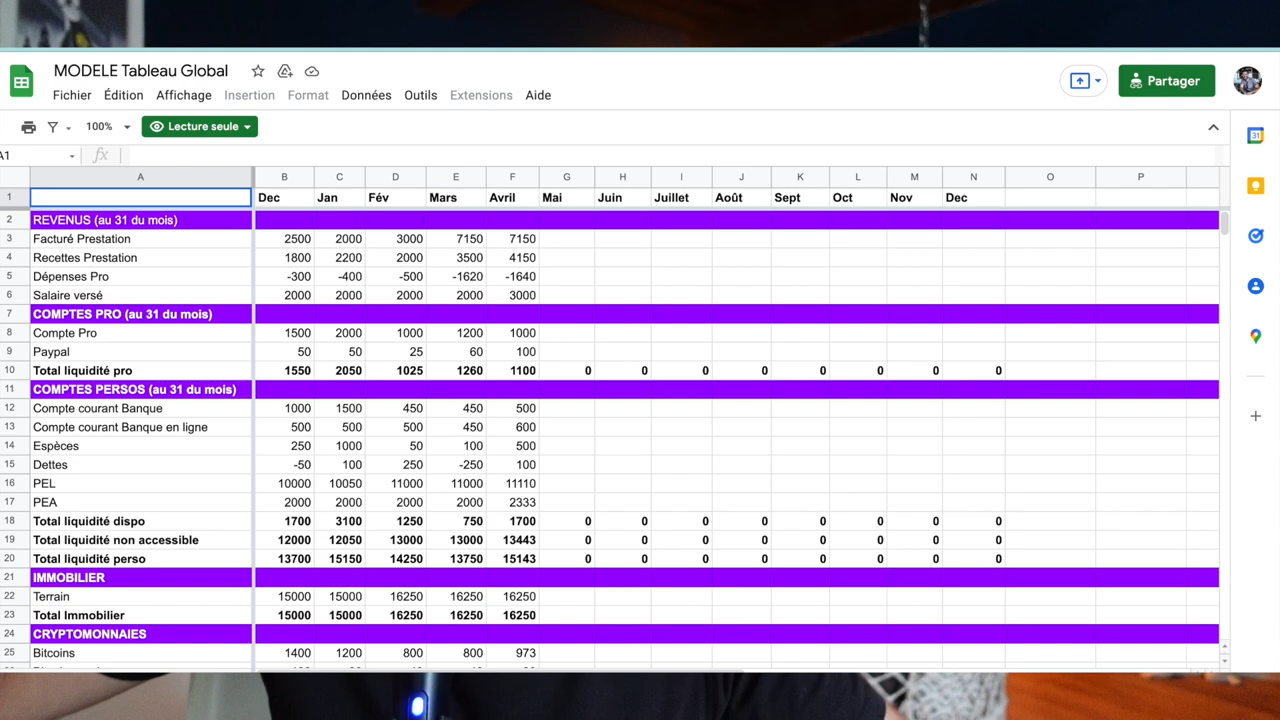 MODELE Tableau Global
Fichier Édition Affichage Insertion Format Données Outils Extensions Aide
Partager
100% Lecture seule
31
A1 fx
A B C D E F G H I J K L M N O P
1 Dec Jan Fév Mars Avril Mai Juin Juillet Août Sept Oct Nov Dec
2 REVENUS (au 31 du mois)
3 Facturé Prestation 2500 2000 3000 7150 7150
4 Recettes Prestation 1800 2200 2000 3500 4150
5 Dépenses Pro -300 -400 -500 -1620 -1640
6 Salaire versé 2000 2000 2000 2000 3000
7 COMPTES PRO (au 31 du mois)
8 Compte Pro 1500 2000 1000 1200 1000
9 Paypal 50 50 25 60 100
10 Total liquidité pro 1550 2050 1025 1260 1100 0 0 0 0 0 0 0 0
11 COMPTES PERSOS (au 31 du mois)
12 Compte courant Banque 1000 1500 450 450 500
13 Compte courant Banque en ligne 500 500 500 450 600
14 Espèces 250 1000 50 100 500
15 Dettes -50 100 250 -250 100
16 PEL 10000 10050 11000 11000 11110
17 PEA 2000 2000 2000 2000 2333
18 Total liquidité dispo 1700 3100 1250 750 1700 0 0 0 0 0 0 0 0
19 Total liquidité non accessible 12000 12050 13000 13000 13443 0 0 0 0 0 0 0 0
20 Total liquidité perso 13700 15150 14250 13750 15143 0 0 0 0 0 0 0 0
21 IMMOBILIER
22 Terrain 15000 15000 16250 16250 16250
23 Total Immobilier 15000 15000 16250 16250 16250
24 CRYPTOMONNAIES
25 Bitcoins 1400 1200 800 800 973